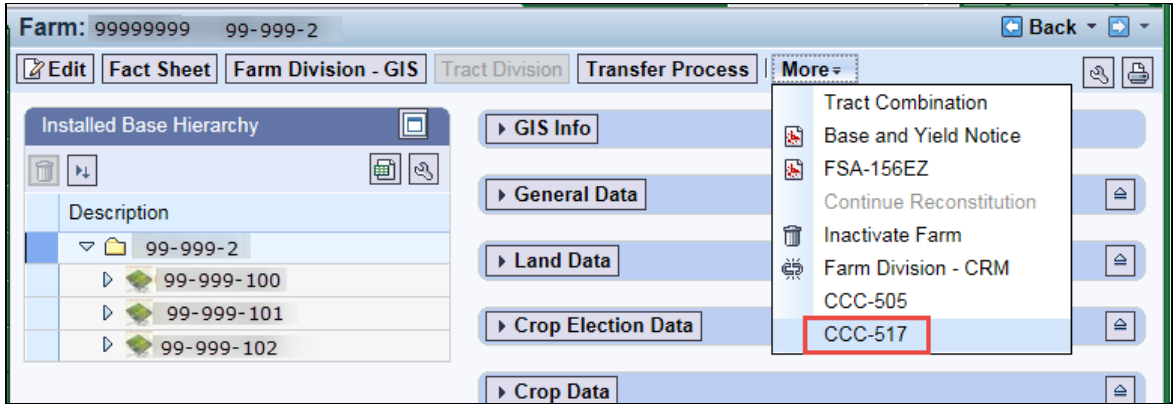 Farm: 99999999 99-999-2 Back
Edit Fact Sheet Farm Division - GIS Tract Division Transfer Process More
Installed Base Hierarchy
Description
99-999-2
99-999-100
99-999-101
99-999-102
GIS Info
General Data
Land Data
Crop Election Data
Crop Data
Tract Combination
Base and Yield Notice
FSA-156EZ
Continue Reconstitution
Inactivate Farm
Farm Division - CRM
CCC-505
CCC-517